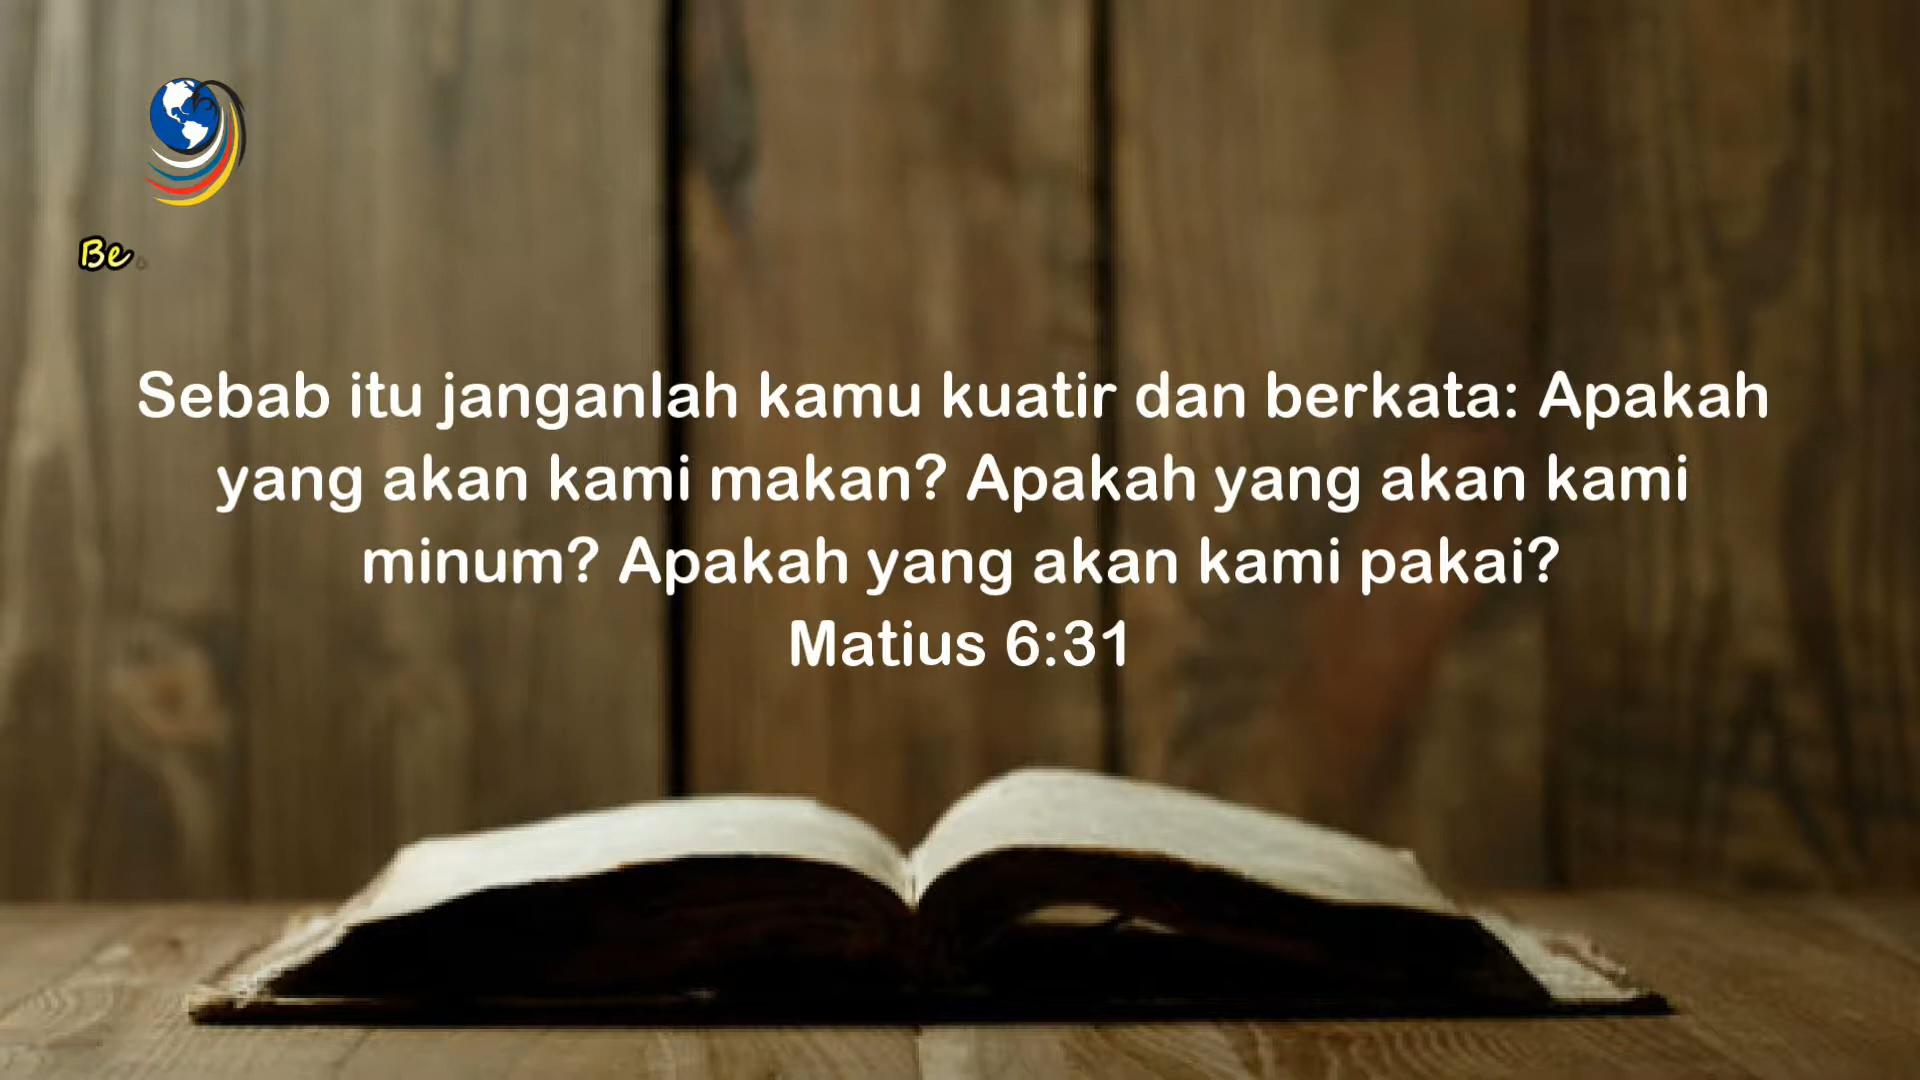 Be
Sebab itu janganlah kamu kuatir dan berkata: Apakah
yang akan kami makan? Apakah yang akan kami
minum? Apakah yang akan kami pakai?
Matius 6:31